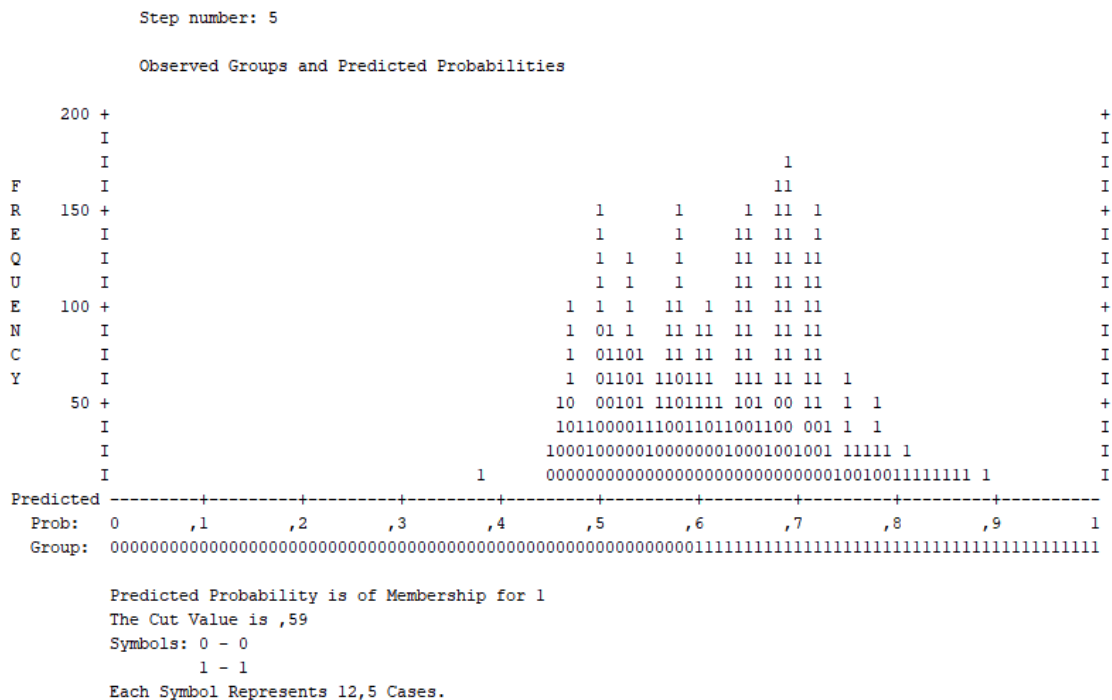 Step number: 5
Observed Groups and Predicted Probabilities
200 +                                                                                                    +
I                                                                                                    I
I                                                                    1                               I
F I                                                                   11                               I
R 150 +                                                 1       1      1  11  1                            +
E I                                                 1       1     11  11  1                            I
Q I                                                 1  1    1     11  11 11                            I
U I                                                 1  1    1     11  11 11                            I
E 100 +                                              1  1  1   11  1  11  11 11                            +
N I                                              1  01 1   11 11  11  11 11                            I
C I                                              1  01101  11 11  11  11 11                            I
Y I                                              1  01101 110111  111 11 11  1                         I
50 +                                             10  00101 1101111 101 00 11  1  1                      +
I                                             101100001110011011001100 001 1  1                      I
I                                            10001000001000000001000100 1001 11111 1                   I
I                                     1      0000000000000000000000000000010010011111111 1           I
Predicted ---------+---------+---------+---------+---------+---------+---------+---------+---------+----------
Prob: 0 ,1 ,2 ,3 ,4 ,5 ,6 ,7 ,8 ,9 1
Group: 0000000000000000000000000000000000000000000000000000000000011111111111111111111111111111111111111111
Predicted Probability is of Membership for 1
The Cut Value is ,59
Symbols: 0 - 0
1 - 1
Each Symbol Represents 12,5 Cases.